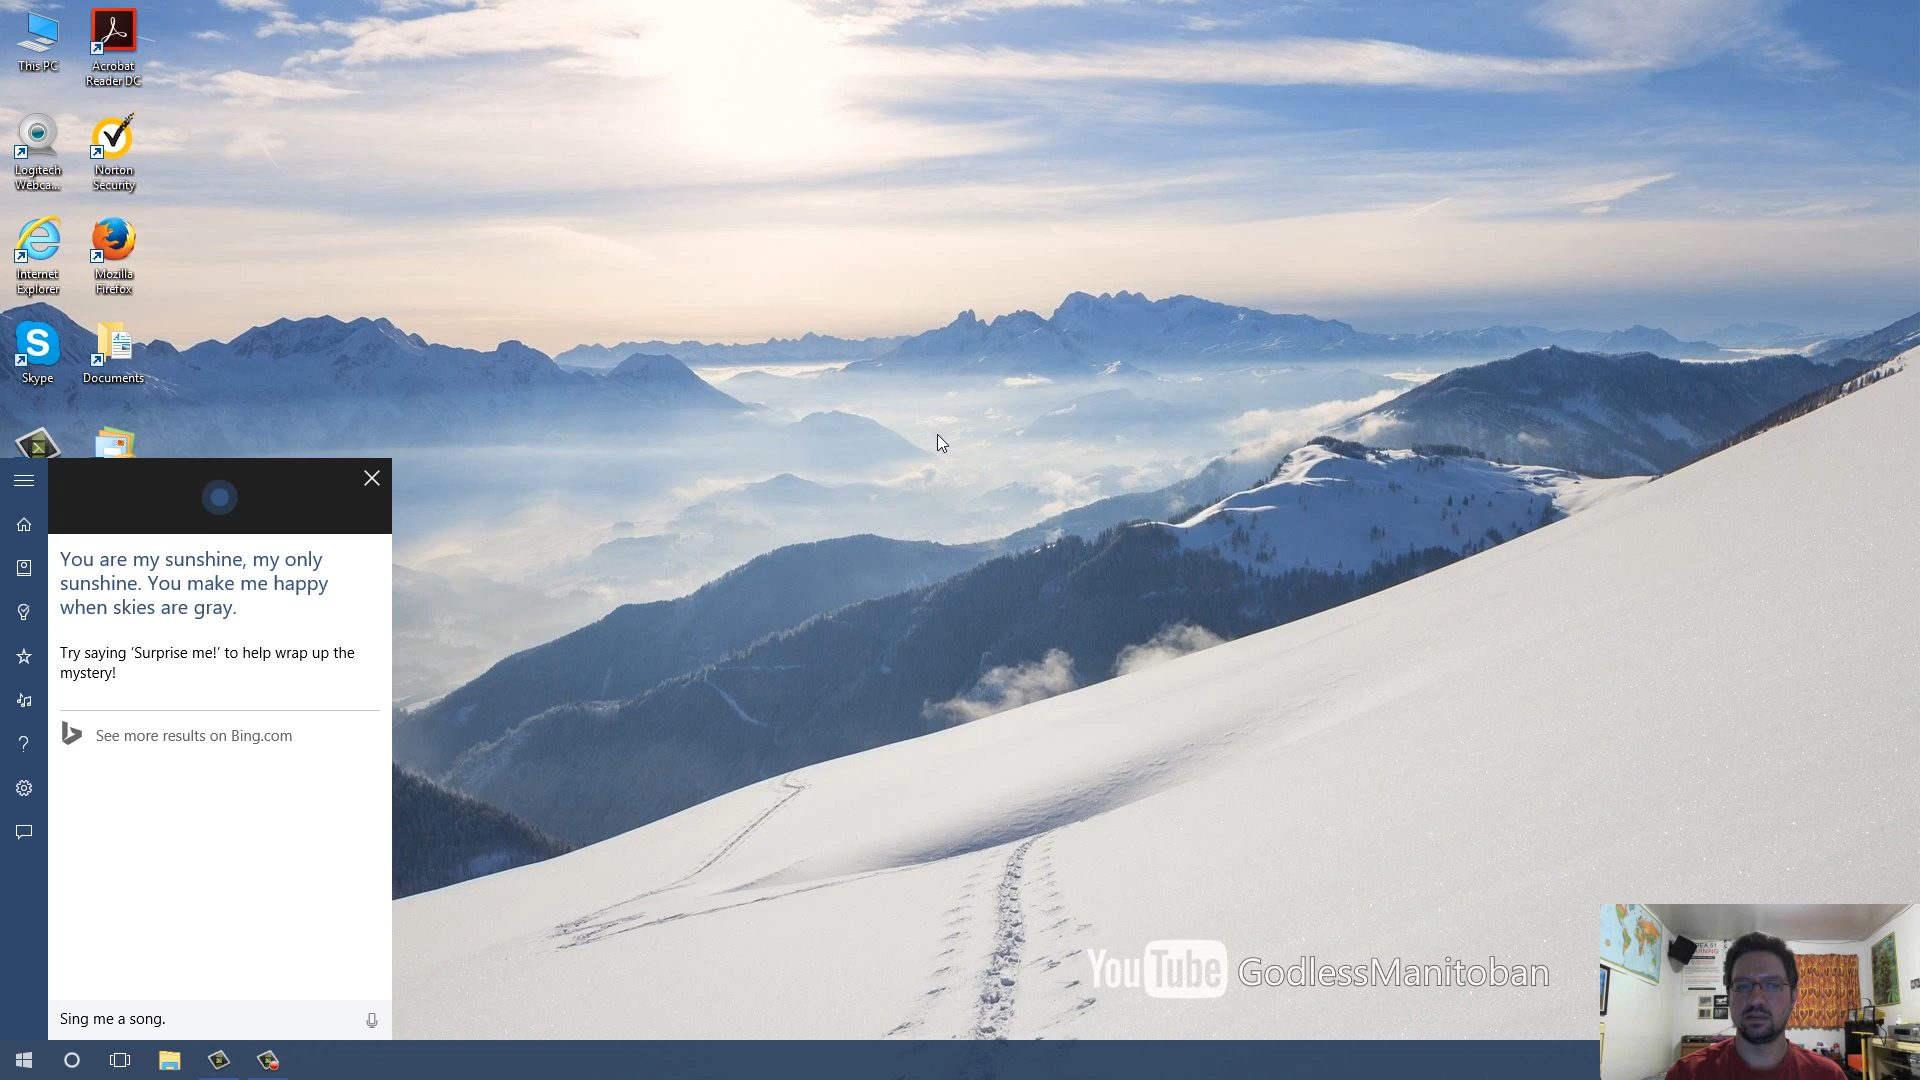 This PC
Acrobat
Reader DC
Logitech
Webca...
Norton
Security
Internet
Explorer
Mozilla
Firefox
Skype
Documents
You are my sunshine, my only
sunshine. You make me happy
when skies are gray.
Try saying ‘Surprise me!’ to help wrap up the
mystery!
See more results on Bing.com
Sing me a song.
YouTube GodlessManitoban